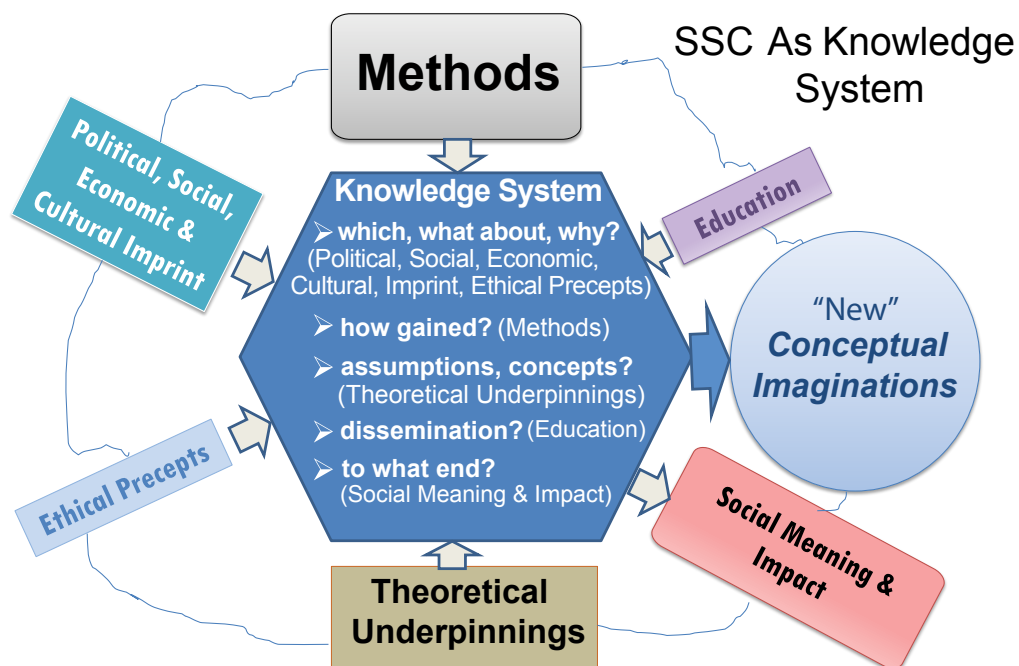 SSC As Knowledge
System
Methods
Political, Social,
Economic &
Cultural Imprint
Education
Knowledge System
➢ which, what about, why?
(Political, Social, Economic,
Cultural, Imprint, Ethical Precepts)
➢ how gained? (Methods)
➢ assumptions, concepts?
(Theoretical Underpinnings)
➢ dissemination? (Education)
➢ to what end?
(Social Meaning & Impact)
“New”
Conceptual
Imaginations
Ethical Precepts
Social Meaning &
Impact
Theoretical
Underpinnings